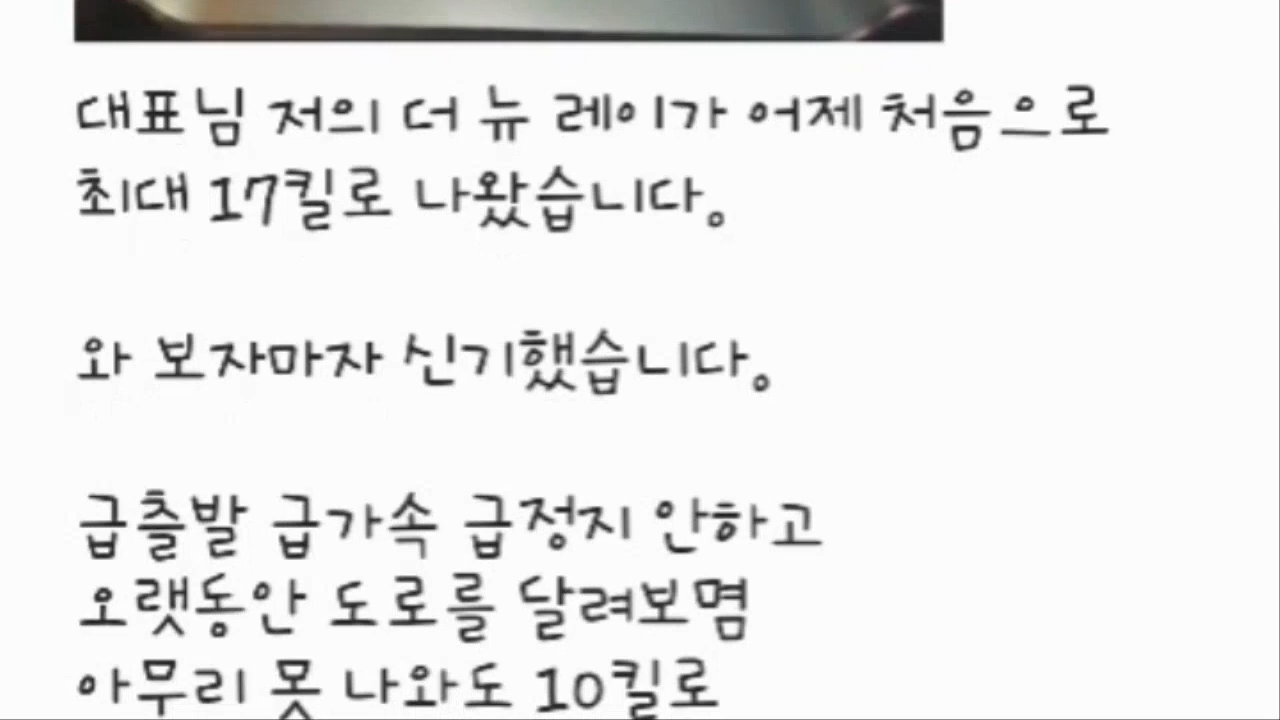 대표님 저의 더 뉴 레이가 어제 처음으로
최대 17킬로 나왔습니다.
와 보자마자 신기했습니다.
급츨발 급가속 급정지 안하고
오랫동안 도로를 달려보몀
아무리 못 나와도 10킬로